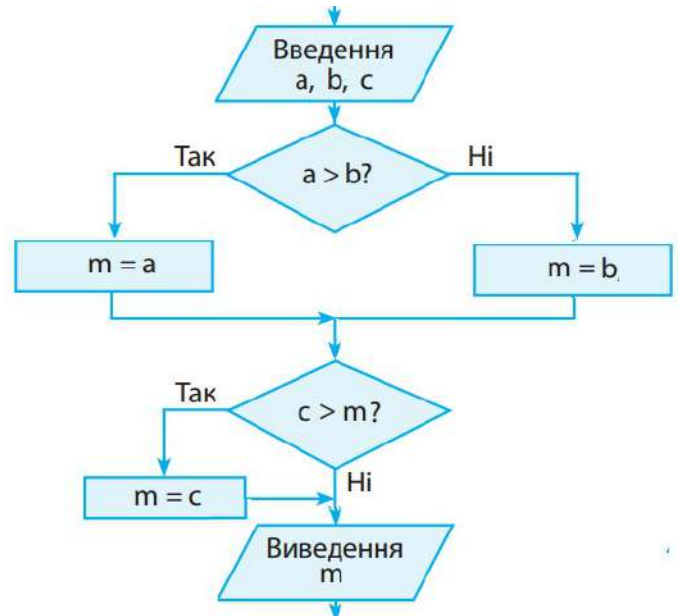 Введення
a, b, c
Так
a > b?
Ні
m = a
m = b
Так
c > m?
Ні
m = c
Виведення
m